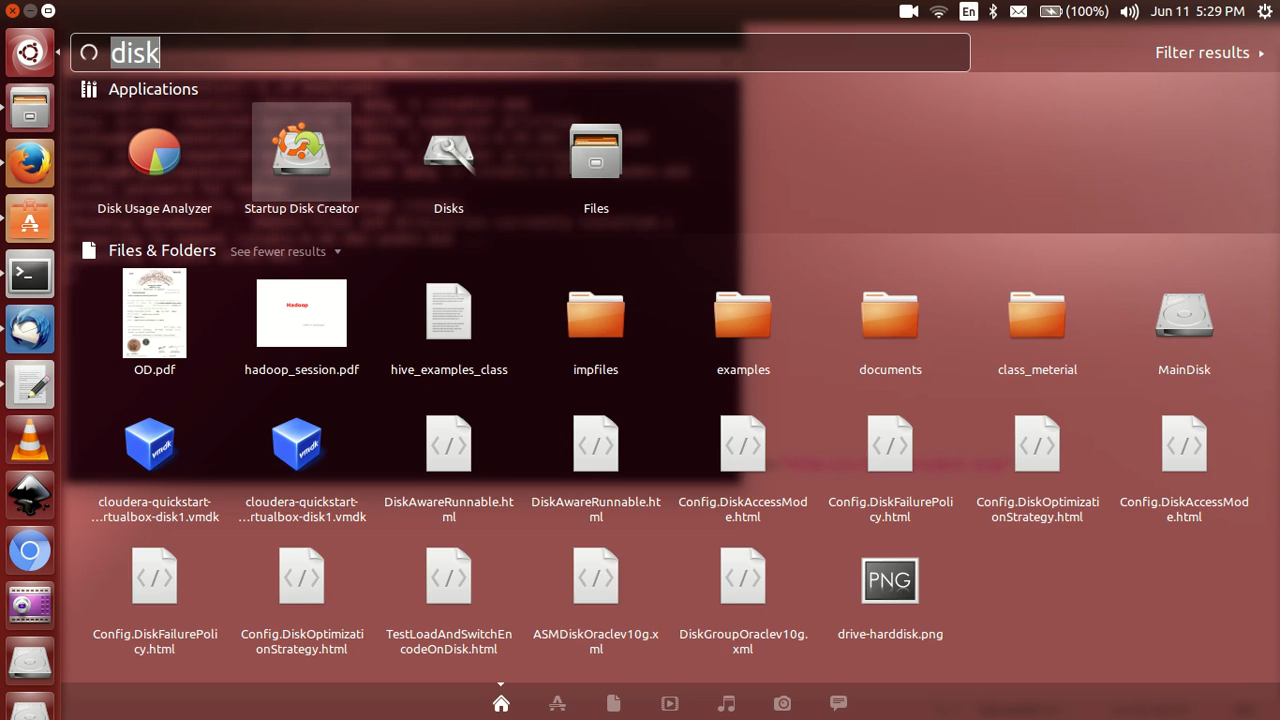 En (100%) Jun 11 5:29 PM
disk
Filter results
Applications
Disk Usage Analyzer Startup Disk Creator Disks Files
Files & Folders See fewer results
Hadoop
OD.pdf hadoop_session.pdf hive_examples_class impfiles examples documents class_meterial MainDisk
vmdk vmdk
cloudera-quickstart- cloudera-quickstart- DiskAwareRunnable.ht DiskAwareRunnable.ht Config.DiskAccessMod Config.DiskFailurePoli Config.DiskOptimizati Config.DiskAccessMod
...rtualbox-disk1.vmdk ...rtualbox-disk1.vmdk ml ml e.html cy.html onStrategy.html e.html
PNG
Config.DiskFailurePoli Config.DiskOptimizati TestLoadAndSwitchEn ASMDiskOraclev10g.x DiskGroupOraclev10g. drive-harddisk.png
cy.html onStrategy.html codeOnDisk.html ml xml